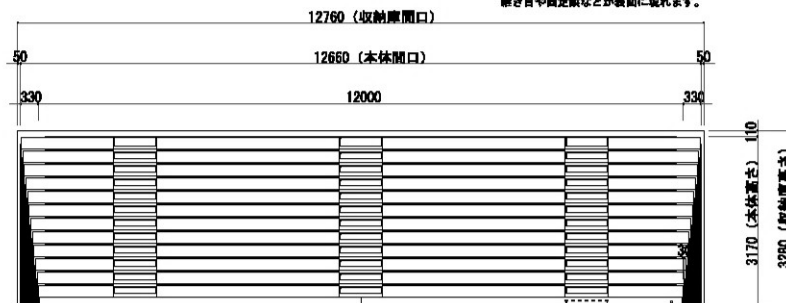 継ぎ目や固定鋲などが表面に現れます。
12760（収納庫間口）
50 12660（本体間口） 50
330 12000 330
110
3170（本体高さ）
3280（収納庫高さ）